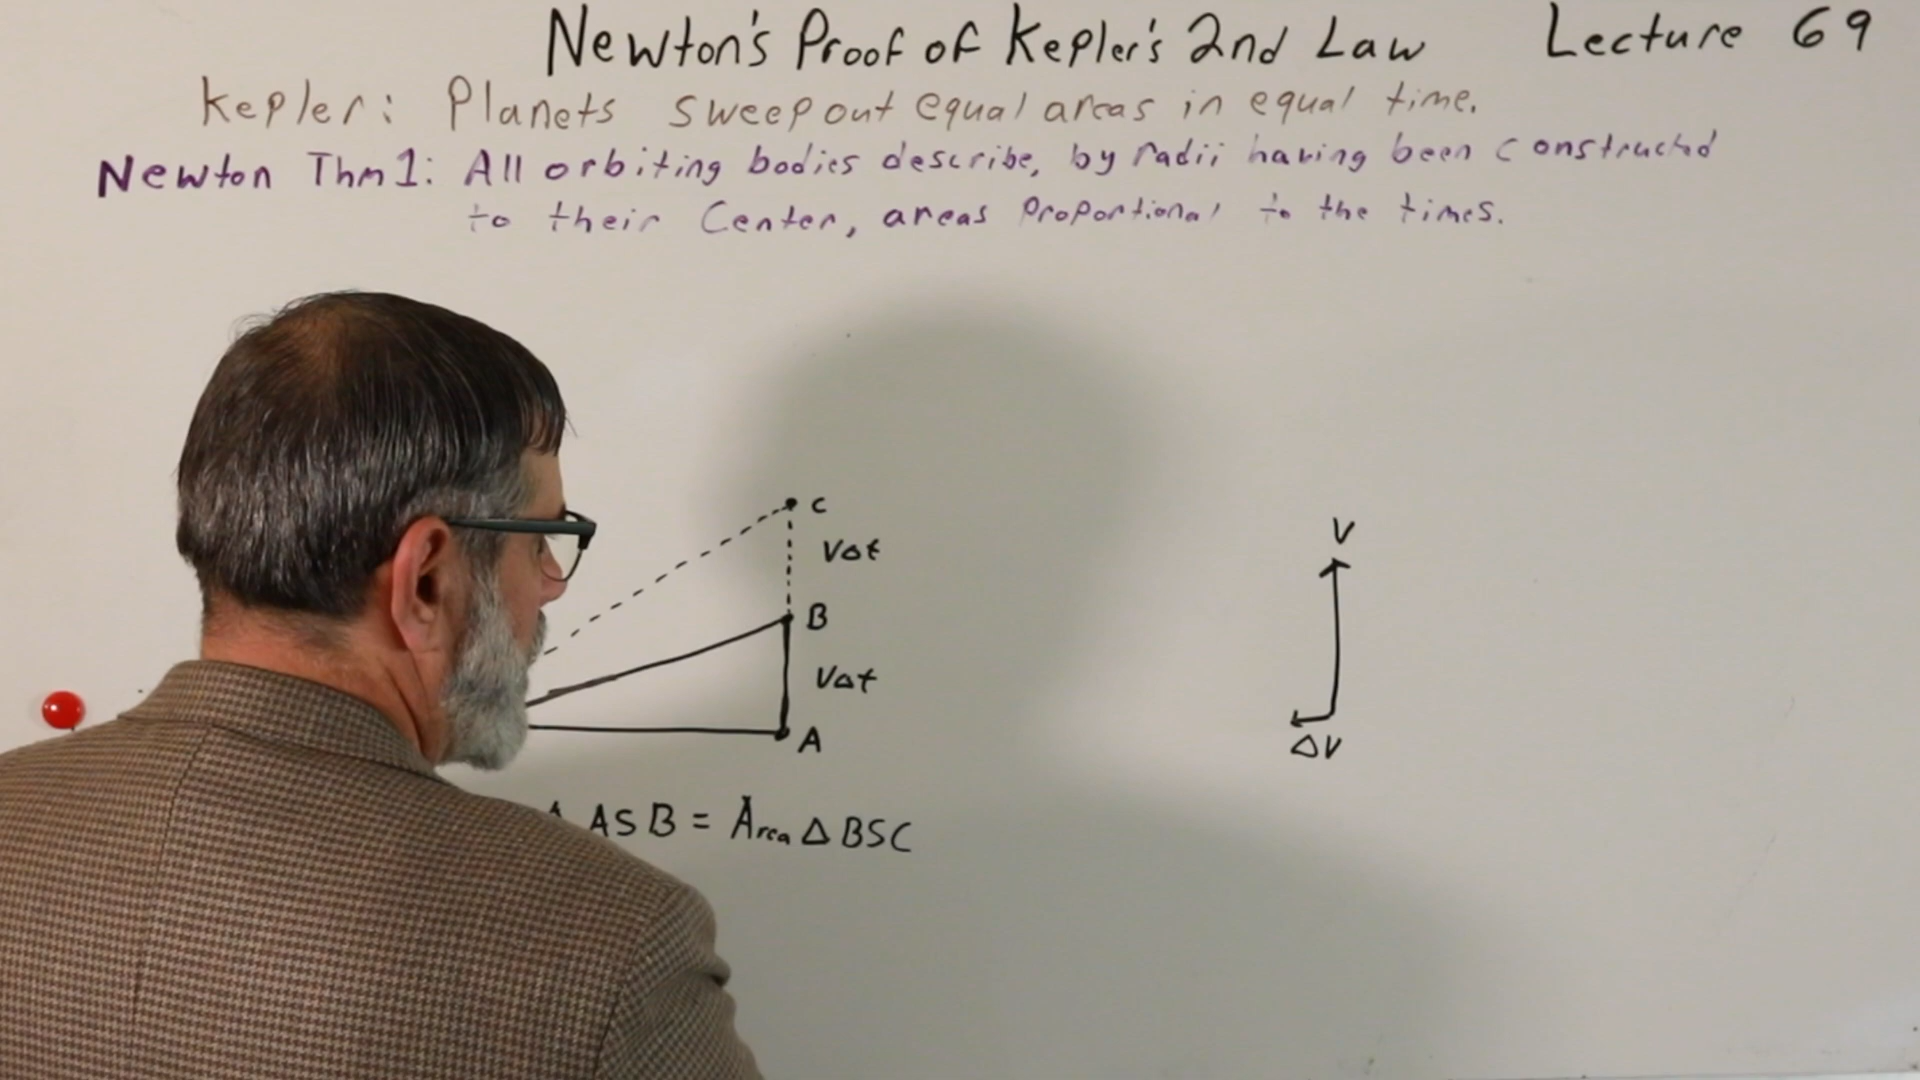 Newton's Proof of Kepler's 2nd Law Lecture 69
Kepler: Planets sweep out equal areas in equal time.
Newton Thm 1: All orbiting bodies describe, by radii having been constructed
to their Center, areas proportional to the times.
C
V
VΔt
B
VΔt
A
ΔV
ASB = Area Δ BSC